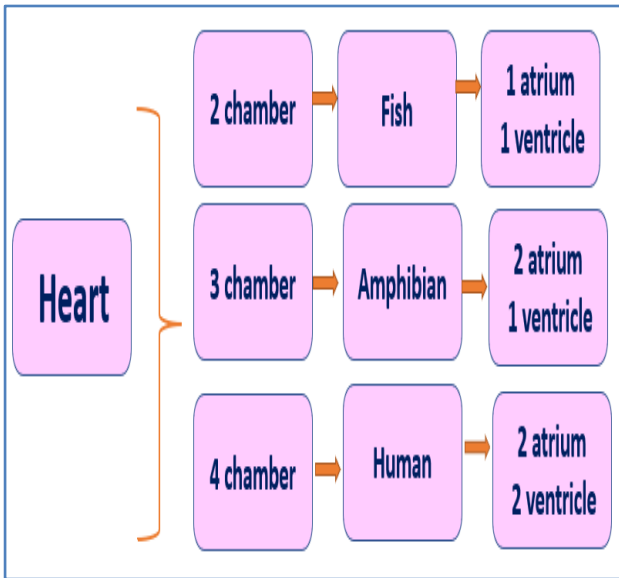 Heart
2 chamber
Fish
1 atrium
1 ventricle
3 chamber
Amphibian
2 atrium
1 ventricle
4 chamber
Human
2 atrium
2 ventricle